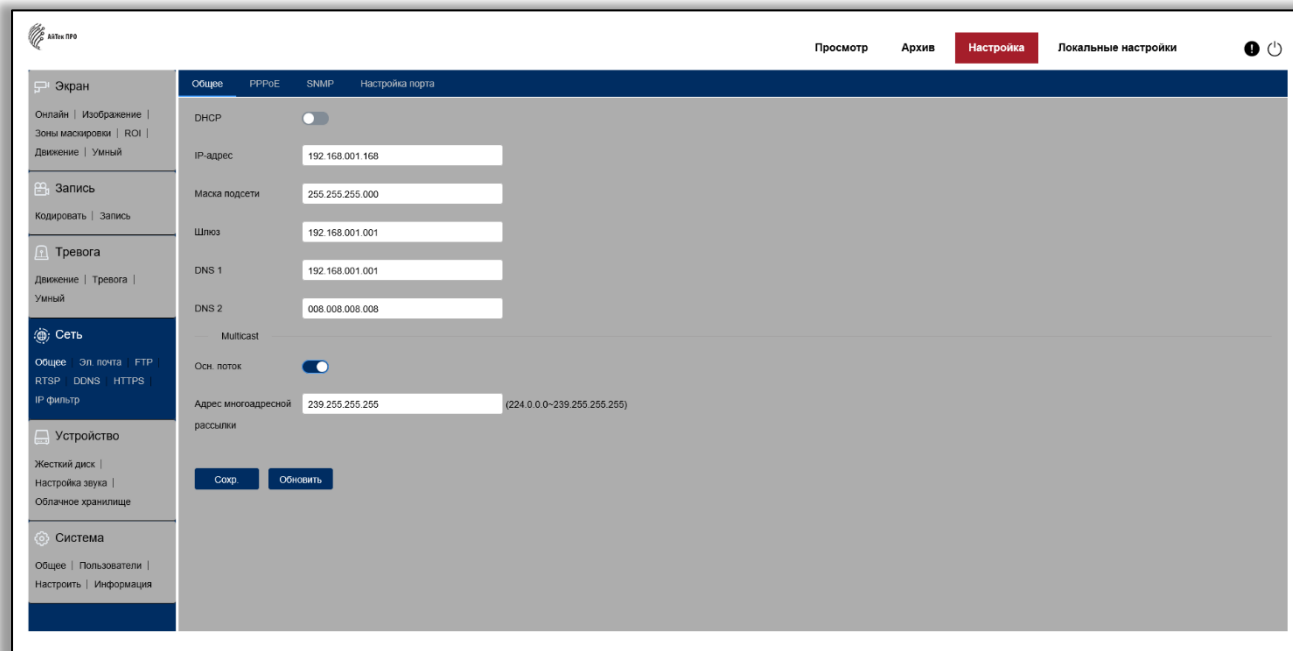 АйТек ПРО
Просмотр Архив Настройка Локальные настройки
Экран
Онлайн | Изображение |
Зоны маскировки | ROI |
Движение | Умный
Запись
Кодировать | Запись
Тревога
Движение | Тревога |
Умный
Сеть
Общее | Эл. почта | FTP |
RTSP | DDNS | HTTPS |
IP фильтр
Устройство
Жесткий диск |
Настройка звука |
Облачное хранилище
Система
Общее | Пользователи |
Настроить | Информация
Общее PPPoE SNMP Настройка порта
DHCP
IP-адрес 192.168.001.168
Маска подсети 255.255.255.000
Шлюз 192.168.001.001
DNS 1 192.168.001.001
DNS 2 008.008.008.008
Multicast
Осн. поток
Адрес многоадресной 239.255.255.255 (224.0.0.0~239.255.255.255)
рассылки
Сохр. Обновить